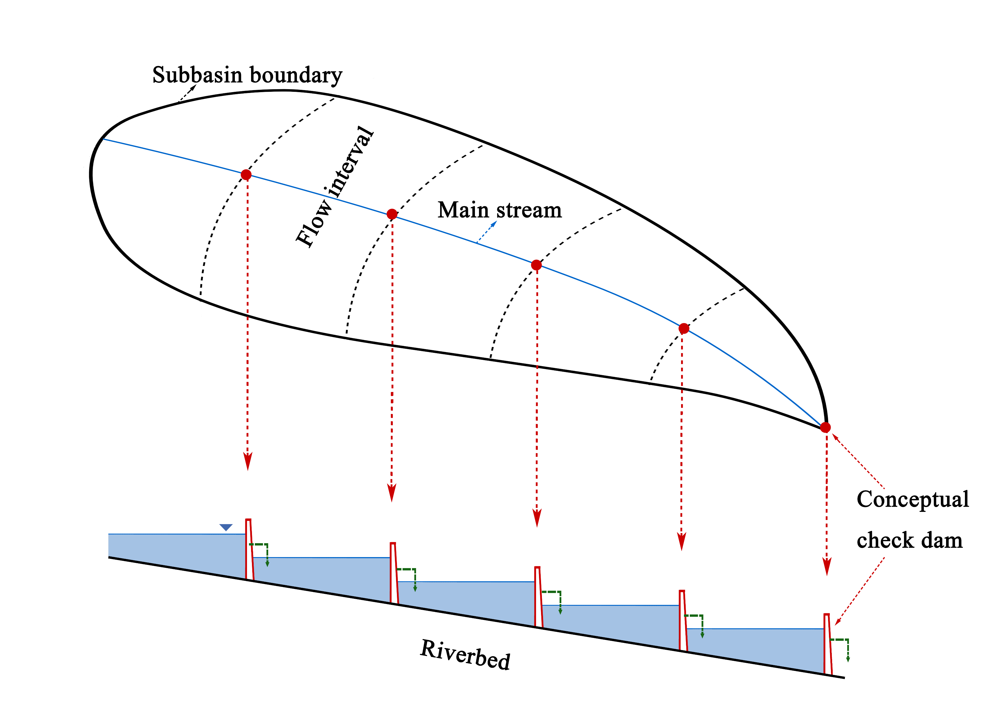 Subbasin boundary
Flow interval
Main stream
Conceptual
check dam
Riverbed